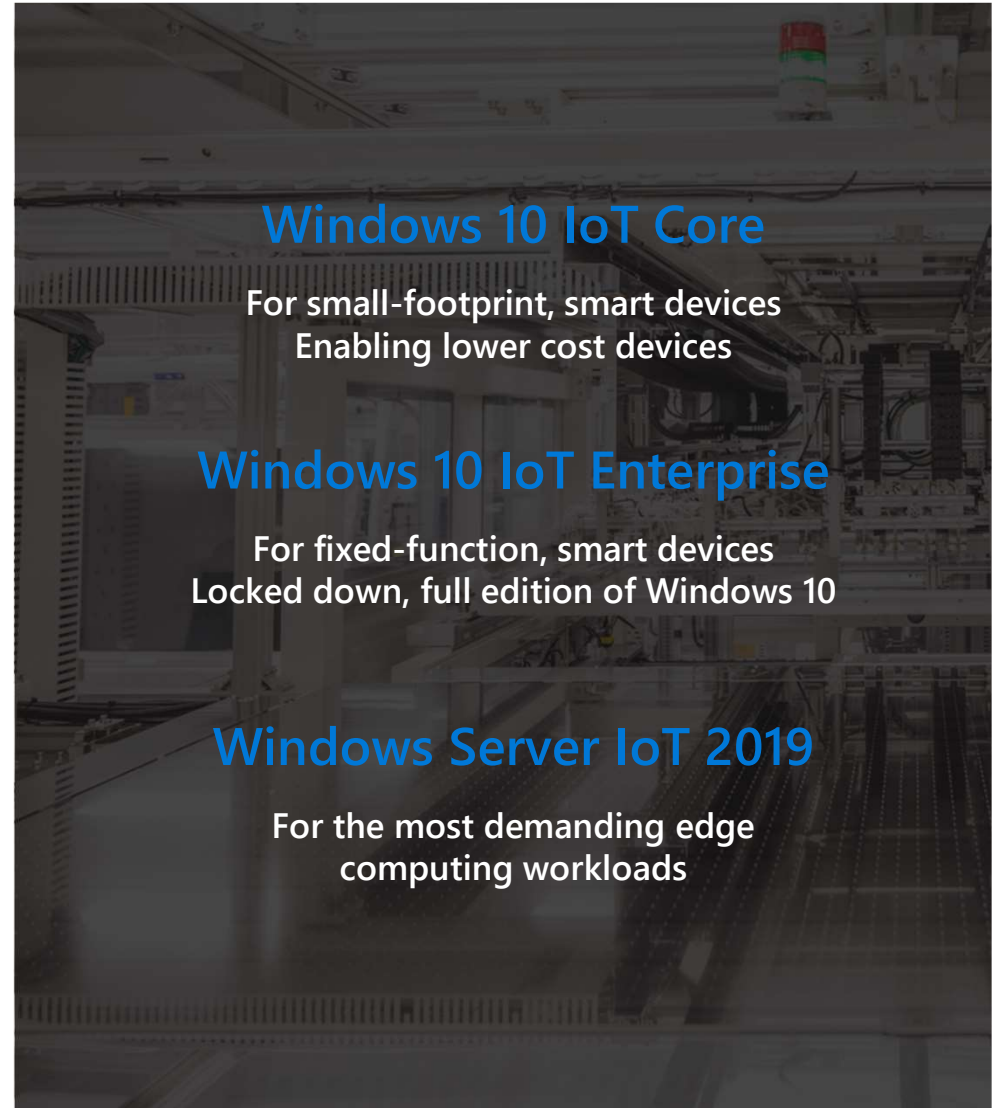 Windows 10 IoT Core
For small-footprint, smart devices
Enabling lower cost devices
Windows 10 IoT Enterprise
For fixed-function, smart devices
Locked down, full edition of Windows 10
Windows Server IoT 2019
For the most demanding edge
computing workloads